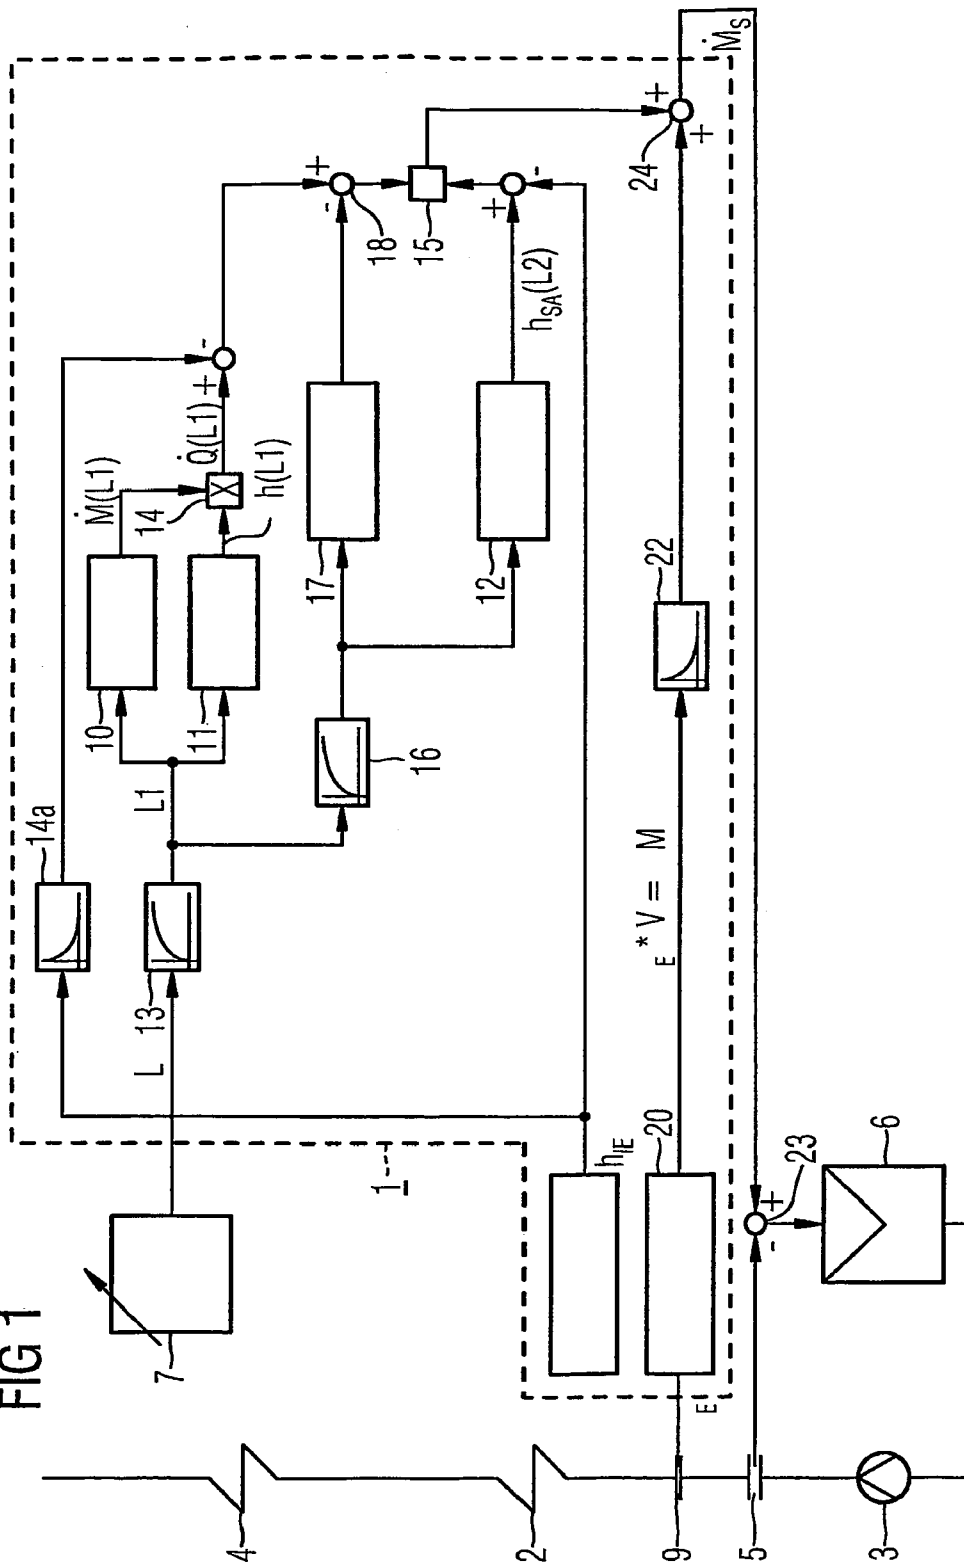 FIG 1
4
2
9
5
3
7
1
E
h_IE
20
23
6
L
13
14a
L1
10
11
16
E * V = M
22
17
12
Ṁ(L1)
14
Q̇(L1)
h(L1)
+
-
h_SA(L2)
18
15
+
-
+
-
24
+
+
Ṁ_S
+
-